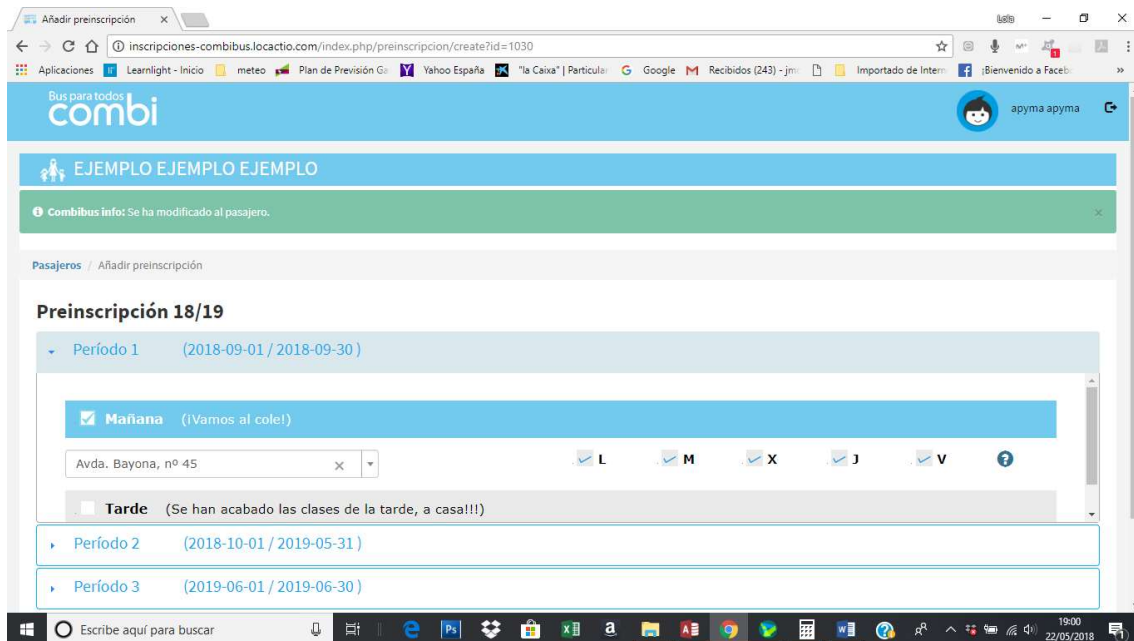 Añadir preinscripción
inscripciones-combibus.locactio.com/index.php/preinscripcion/create?id=1030
Aplicaciones Learnlight - Inicio meteo Plan de Previsión Ga Yahoo España "la Caixa" | Particular Google Recibidos (243) - jm Importado de Intern ¡Bienvenido a Faceb »
Bus para todos
combi
apyma apyma
EJEMPLO EJEMPLO EJEMPLO
Combibus info: Se ha modificado al pasajero. ×
Pasajeros / Añadir preinscripción
Preinscripción 18/19
Período 1 (2018-09-01 / 2018-09-30 )
Mañana (¡Vamos al cole!)
Avda. Bayona, nº 45 L M X J V
Tarde (Se han acabado las clases de la tarde, a casa!!!)
Período 2 (2018-10-01 / 2019-05-31 )
Período 3 (2019-06-01 / 2019-06-30 )
Escribe aquí para buscar
19:00
22/05/2018